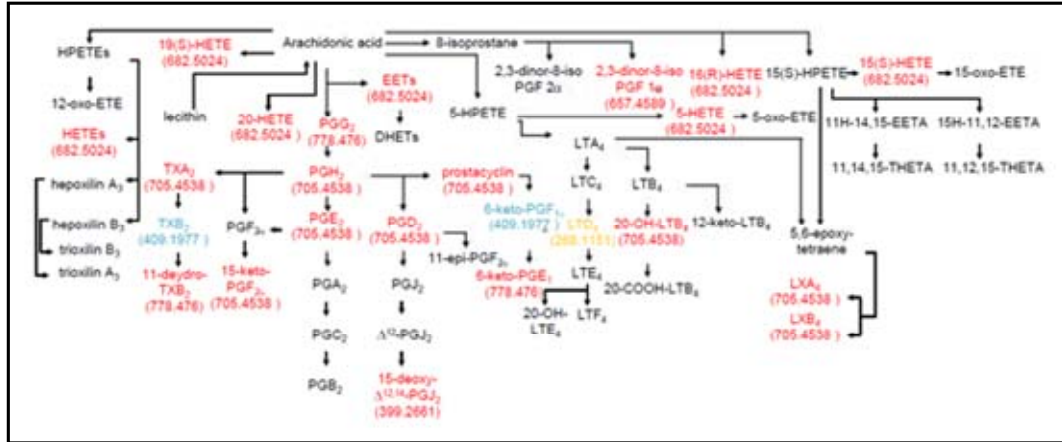 Arachidonic acid
8-isoprostane
HPETEs
19(S)-HETE
(682.5024)
2,3-dinor-8-iso
PGF 2α
2,3-dinor-8-iso
PGF 1α
(657.4589)
16(R)-HETE
(682.5024)
15(S)-HPETE
15(S)-HETE
(682.5024)
15-oxo-ETE
12-oxo-ETE
lecithin
EETs
(682.5024)
DHETs
20-HETE
(682.5024)
PGG2
(778.476)
5-HPETE
5-HETE
(682.5024)
5-oxo-ETE
11H-14,15-EETA
15H-11,12-EETA
11,14,15-THETA
11,12,15-THETA
HETEs
(682.5024)
LTA4
hepoxilin A3
TXA2
(705.4538)
PGH2
(705.4538)
prostacyclin
(705.4538)
LTC4
LTB4
hepoxilin B3
TXB2
(409.1977)
PGF2α
PGE2
(705.4538)
PGD2
(705.4538)
6-keto-PGF1α
(409.1977)
20-OH-LTB4
(705.4538)
12-keto-LTB4
5,6-epoxy-
tetraene
trioxilin B3
11-epi-PGF2α
trioxilin A3
11-deydro-
TXB2
(778.476)
15-keto-
PGF2α
(705.4538)
PGA2
PGJ2
6-keto-PGE1
(778.476)
LTE4
20-COOH-LTB4
20-OH-
LTE4
LTF4
LXA4
(705.4538)
LXB4
(705.4538)
PGC2
Δ12-PGJ2
PGB2
15-deoxy-
Δ12,14-PGJ2
(399.2661)